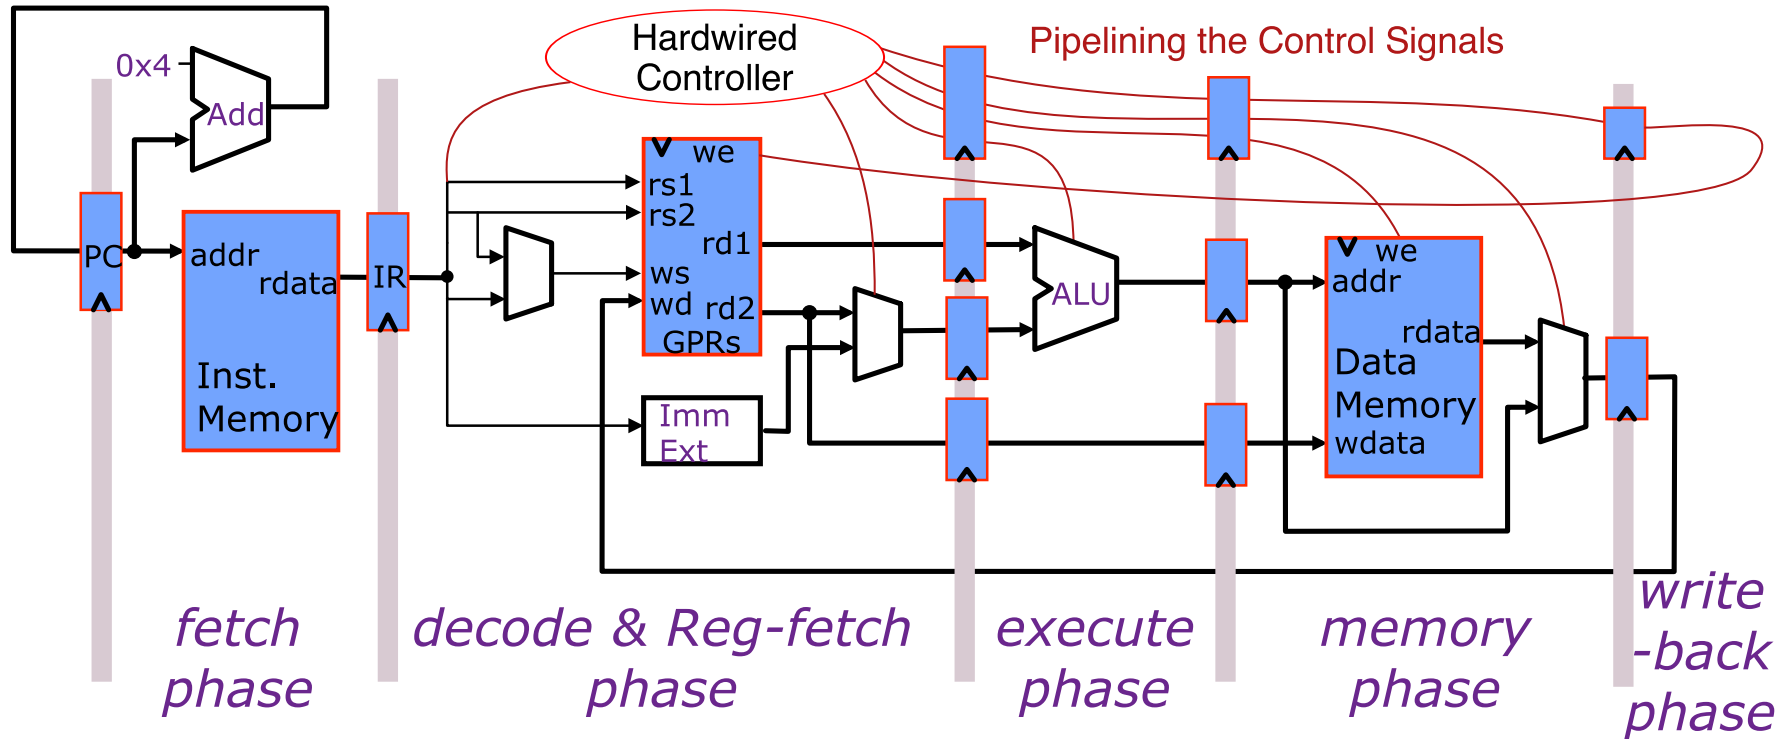 Hardwired
Controller
Pipelining the Control Signals
0x4
Add
PC
addr
rdata
Inst.
Memory
IR
we
rs1
rs2
rd1
ws
wd
rd2
GPRs
Imm
Ext
ALU
we
addr
rdata
Data
Memory
wdata
fetch
phase
decode & Reg-fetch
phase
execute
phase
memory
phase
write
-back
phase